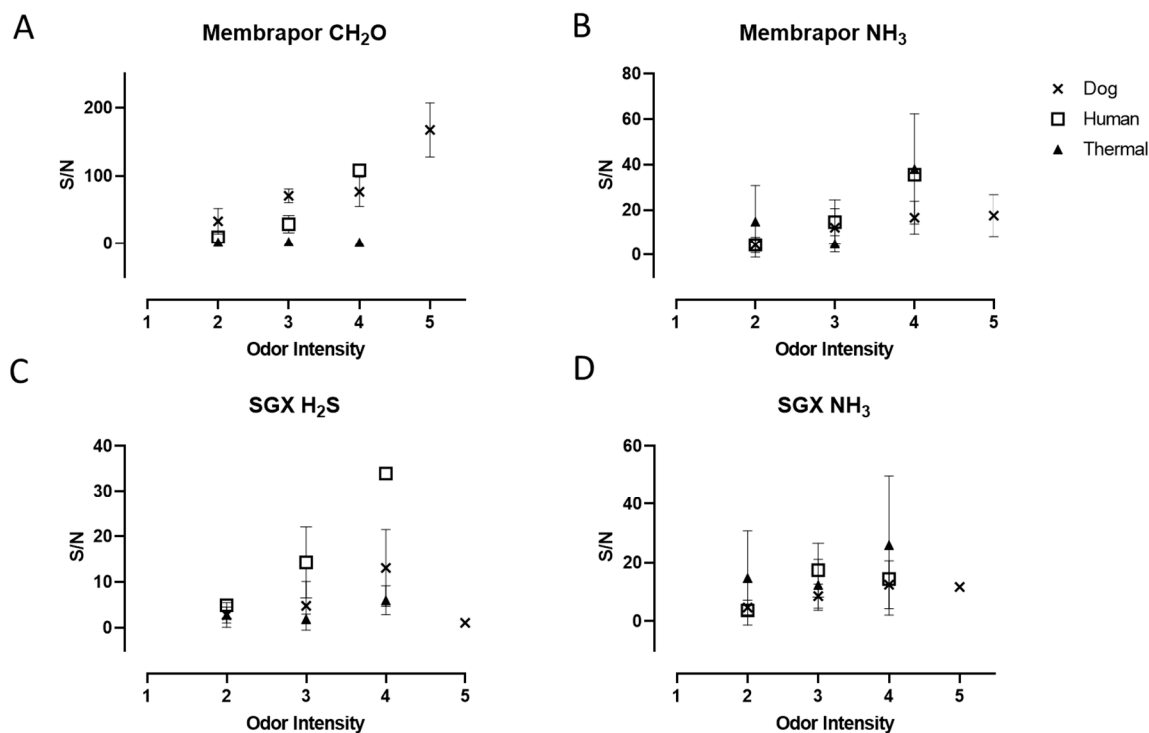 A
Membrapor CH₂O
S/N
200
100
0
1 2 3 4 5
Odor Intensity
B
Membrapor NH₃
S/N
80
60
40
20
0
1 2 3 4 5
Odor Intensity
Dog
Human
Thermal
C
SGX H₂S
S/N
40
30
20
10
0
1 2 3 4 5
Odor Intensity
D
SGX NH₃
S/N
60
40
20
0
1 2 3 4 5
Odor Intensity